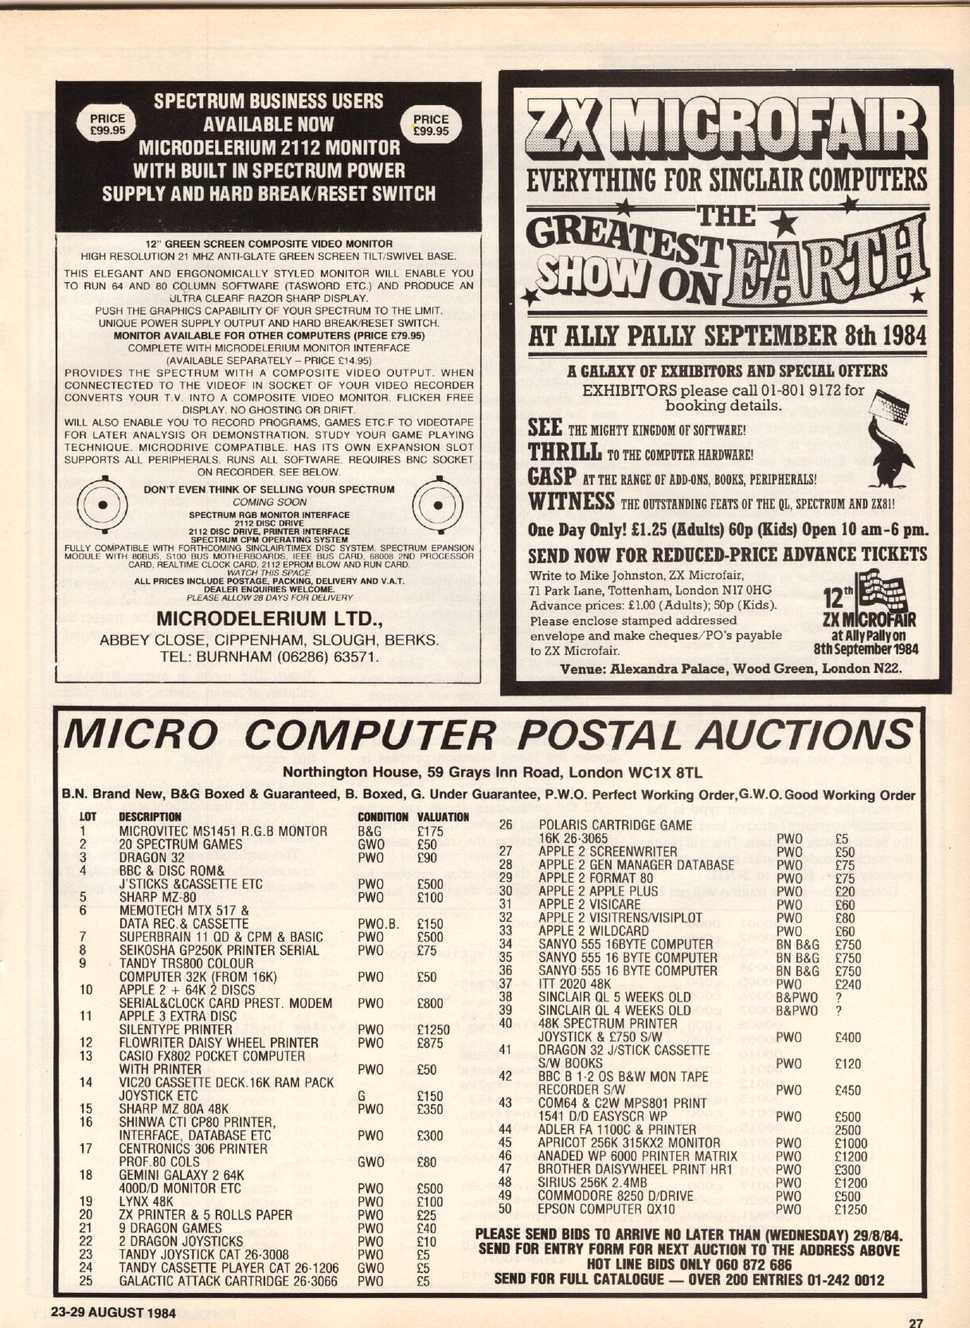 SPECTRUM BUSINESS USERS
AVAILABLE NOW
MICRODELERIUM 2112 MONITOR
WITH BUILT IN SPECTRUM POWER
SUPPLY AND HARD BREAK/RESET SWITCH
PRICE
£99.95
PRICE
£99.95
12" GREEN SCREEN COMPOSITE VIDEO MONITOR
HIGH RESOLUTION 21 MHZ ANTI-GLATE GREEN SCREEN TILT/SWIVEL BASE.
THIS ELEGANT AND ERGONOMICALLY STYLED MONITOR WILL ENABLE YOU
TO RUN 64 AND 80 COLUMN SOFTWARE (TASWORD ETC.) AND PRODUCE AN
ULTRA CLEARF RAZOR SHARP DISPLAY.
PUSH THE GRAPHICS CAPABILITY OF YOUR SPECTRUM TO THE LIMIT.
UNIQUE POWER SUPPLY OUTPUT AND HARD BREAK/RESET SWITCH.
MONITOR AVAILABLE FOR OTHER COMPUTERS (PRICE £79.95)
COMPLETE WITH MICRODELERIUM MONITOR INTERFACE
(AVAILABLE SEPARATELY – PRICE £14.95)
PROVIDES THE SPECTRUM WITH A COMPOSITE VIDEO OUTPUT. WHEN
CONNECTECTED TO THE VIDEOF IN SOCKET OF YOUR VIDEO RECORDER
CONVERTS YOUR T.V. INTO A COMPOSITE VIDEO MONITOR. FLICKER FREE
DISPLAY. NO GHOSTING OR DRIFT.
WILL ALSO ENABLE YOU TO RECORD PROGRAMS, GAMES ETC.F TO VIDEOTAPE
FOR LATER ANALYSIS OR DEMONSTRATION. STUDY YOUR GAME PLAYING
TECHNIQUE. MICRODRIVE COMPATIBLE. HAS ITS OWN EXPANSION SLOT
SUPPORTS ALL PERIPHERALS. RUNS ALL SOFTWARE. REQUIRES BNC SOCKET
ON RECORDER. SEE BELOW.
DON'T EVEN THINK OF SELLING YOUR SPECTRUM
COMING SOON
SPECTRUM RGB MONITOR INTERFACE
2112 DISC DRIVE
2112 DISC DRIVE, PRINTER INTERFACE
SPECTRUM CPM OPERATING SYSTEM
FULLY COMPATIBLE WITH FORTHCOMING SINCLAIR/TIMEX DISC SYSTEM. SPECTRUM EPANSION
MODULE WITH 80BUS, S100 BUS MOTHERBOARDS. IEEE BUS CARD, 68008 2ND PROCESSOR
CARD, REALTIME CLOCK CARD, 2112 EPROM BLOW AND RUN CARD.
WATCH THIS SPACE
ALL PRICES INCLUDE POSTAGE, PACKING, DELIVERY AND V.A.T.
DEALER ENQUIRIES WELCOME.
PLEASE ALLOW 28 DAYS FOR DELIVERY
MICRODELERIUM LTD.,
ABBEY CLOSE, CIPPENHAM, SLOUGH, BERKS.
TEL: BURNHAM (06286) 63571.
ZX MICROFAIR
EVERYTHING FOR SINCLAIR COMPUTERS
THE
GREATEST
SHOW ON EARTH
AT ALLY PALLY SEPTEMBER 8th 1984
A GALAXY OF EXHIBITORS AND SPECIAL OFFERS
EXHIBITORS please call 01-801 9172 for
booking details.
SEE THE MIGHTY KINGDOM OF SOFTWARE!
THRILL TO THE COMPUTER HARDWARE!
GASP AT THE RANGE OF ADD-ONS, BOOKS, PERIPHERALS!
WITNESS THE OUTSTANDING FEATS OF THE QL, SPECTRUM AND ZX81!
One Day Only! £1.25 (Adults) 60p (Kids) Open 10 am–6 pm.
SEND NOW FOR REDUCED-PRICE ADVANCE TICKETS
Write to Mike Johnston, ZX Microfair,
71 Park Lane, Tottenham, London N17 0HG
Advance prices: £1.00 (Adults); 50p (Kids).
Please enclose stamped addressed
envelope and make cheques/PO's payable
to ZX Microfair.
12th
ZX MICROFAIR
at Ally Pally on
8th September 1984
Venue: Alexandra Palace, Wood Green, London N22.
MICRO COMPUTER POSTAL AUCTIONS
Northington House, 59 Grays Inn Road, London WC1X 8TL
B.N. Brand New, B&G Boxed & Guaranteed, B. Boxed, G. Under Guarantee, P.W.O. Perfect Working Order, G.W.O. Good Working Order
LOT DESCRIPTION CONDITION VALUATION
1 MICROVITEC MS1451 R.G.B MONTOR B&G £175
2 20 SPECTRUM GAMES GWO £50
3 DRAGON 32 PWO £90
4 BBC & DISC ROM&
J'STICKS &CASSETTE ETC PWO £500
5 SHARP MZ-80 PWO £100
6 MEMOTECH MTX 517 &
DATA REC.& CASSETTE PWO.B. £150
7 SUPERBRAIN 11 QD & CPM & BASIC PWO £500
8 SEIKOSHA GP250K PRINTER SERIAL PWO £75
9 TANDY TRS800 COLOUR
COMPUTER 32K (FROM 16K) PWO £50
10 APPLE 2 + 64K 2 DISCS
SERIAL&CLOCK CARD PREST. MODEM PWO £800
11 APPLE 3 EXTRA DISC
SILENTYPE PRINTER PWO £1250
12 FLOWRITER DAISY WHEEL PRINTER PWO £875
13 CASIO FX802 POCKET COMPUTER
WITH PRINTER PWO £50
14 VIC20 CASSETTE DECK.16K RAM PACK
JOYSTICK ETC G £150
15 SHARP MZ 80A 48K PWO £350
16 SHINWA CTI CP80 PRINTER,
INTERFACE, DATABASE ETC PWO £300
17 CENTRONICS 306 PRINTER
PROF.80 COLS GWO £80
18 GEMINI GALAXY 2 64K
400D/D MONITOR ETC PWO £500
19 LYNX 48K PWO £100
20 ZX PRINTER & 5 ROLLS PAPER PWO £25
21 9 DRAGON GAMES PWO £40
22 2 DRAGON JOYSTICKS PWO £10
23 TANDY JOYSTICK CAT 26-3008 PWO £5
24 TANDY CASSETTE PLAYER CAT 26-1206 GWO £5
25 GALACTIC ATTACK CARTRIDGE 26-3066 PWO £5
26 POLARIS CARTRIDGE GAME
16K 26-3065 PWO £5
27 APPLE 2 SCREENWRITER PWO £50
28 APPLE 2 GEN MANAGER DATABASE PWO £75
29 APPLE 2 FORMAT 80 PWO £75
30 APPLE 2 APPLE PLUS PWO £20
31 APPLE 2 VISICARE PWO £60
32 APPLE 2 VISITRENS/VISIPLOT PWO £80
33 APPLE 2 WILDCARD PWO £60
34 SANYO 555 16BYTE COMPUTER BN B&G £750
35 SANYO 555 16 BYTE COMPUTER BN B&G £750
36 SANYO 555 16 BYTE COMPUTER BN B&G £750
37 ITT 2020 48K PWO £240
38 SINCLAIR QL 5 WEEKS OLD B&PWO ?
39 SINCLAIR QL 4 WEEKS OLD B&PWO ?
40 48K SPECTRUM PRINTER
JOYSTICK & £750 S/W PWO £400
41 DRAGON 32 J/STICK CASSETTE
S/W BOOKS PWO £120
42 BBC B 1·2 OS B&W MON TAPE
RECORDER S/W PWO £450
43 COM64 & C2W MPS801 PRINT
1541 D/D EASYSCR WP PWO £500
44 ADLER FA 1100C & PRINTER 2500
45 APRICOT 256K 315KX2 MONITOR PWO £1000
46 ANADED WP 6000 PRINTER MATRIX PWO £1200
47 BROTHER DAISYWHEEL PRINT HR1 PWO £300
48 SIRIUS 256K 2.4MB PWO £1200
49 COMMODORE 8250 D/DRIVE PWO £500
50 EPSON COMPUTER QX10 PWO £1250
PLEASE SEND BIDS TO ARRIVE NO LATER THAN (WEDNESDAY) 29/8/84.
SEND FOR ENTRY FORM FOR NEXT AUCTION TO THE ADDRESS ABOVE
HOT LINE BIDS ONLY 060 872 686
SEND FOR FULL CATALOGUE — OVER 200 ENTRIES 01-242 0012
23-29 AUGUST 1984
27